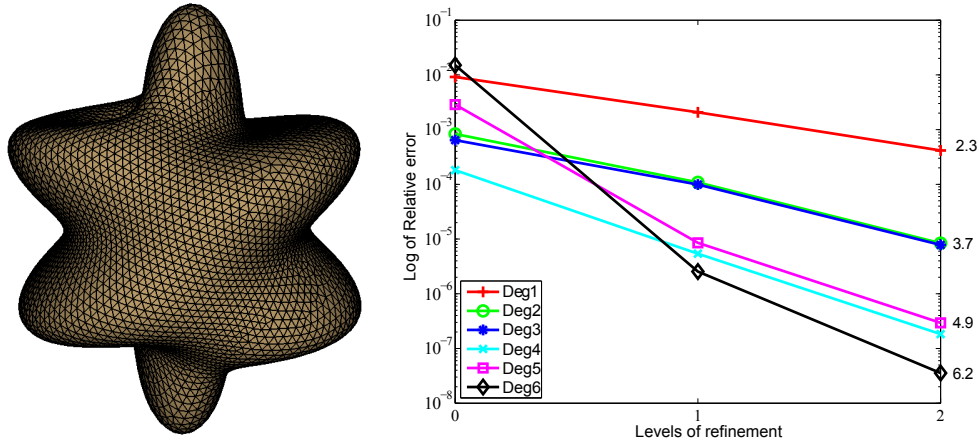 10⁻¹
10⁻²
10⁻³
10⁻⁴
10⁻⁵
10⁻⁶
10⁻⁷
10⁻⁸
Log of Relative error
Deg1
Deg2
Deg3
Deg4
Deg5
Deg6
2.3
3.7
4.9
6.2
0 1 2
Levels of refinement